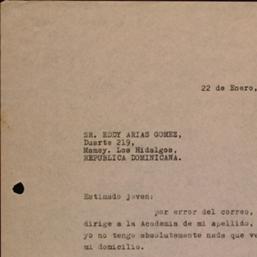 22 de Enero,
SR. EDDY ARIAS GOMEZ,
Duarte 219,
Mamey. Los Hidalgos,
REPUBLICA DOMINICANA.
Estimado joven:
por error del correo,
dirige a la Academia de mi apellido.
yo no tengo absolutamente nada que ve
mi domicilio.